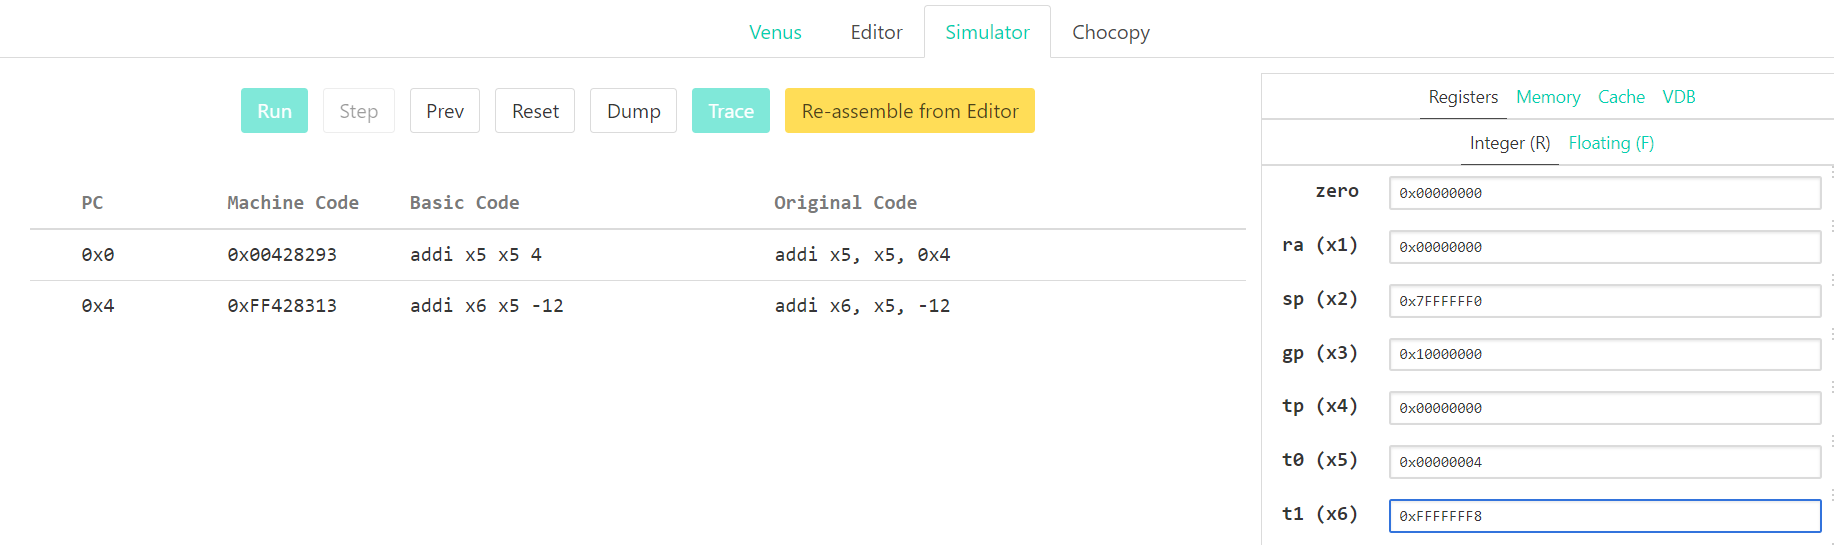 Venus Editor Simulator Chocopy
Run Step Prev Reset Dump Trace Re-assemble from Editor
PC Machine Code Basic Code Original Code
0x0 0x00428293 addi x5 x5 4 addi x5, x5, 0x4
0x4 0xFF428313 addi x6 x5 -12 addi x6, x5, -12
Registers Memory Cache VDB
Integer (R) Floating (F)
zero 0x00000000
ra (x1) 0x00000000
sp (x2) 0x7FFFFFF0
gp (x3) 0x10000000
tp (x4) 0x00000000
t0 (x5) 0x00000004
t1 (x6) 0xFFFFFFF8